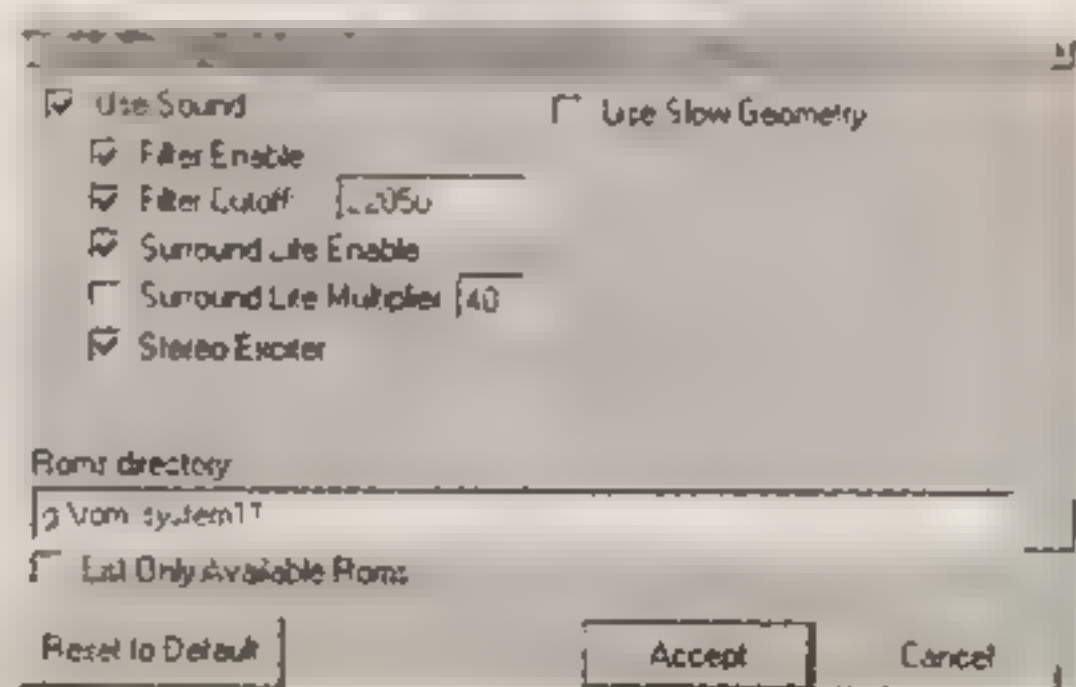 Use Sound
Use Slow Geometry
Filter Enable
Filter Cutoff
Surround Lite Enable
Surround Lite Multiplier 40
Stereo Exciter
Roms directory
List Only Available Roms
Reset to Default
Accept
Cancel